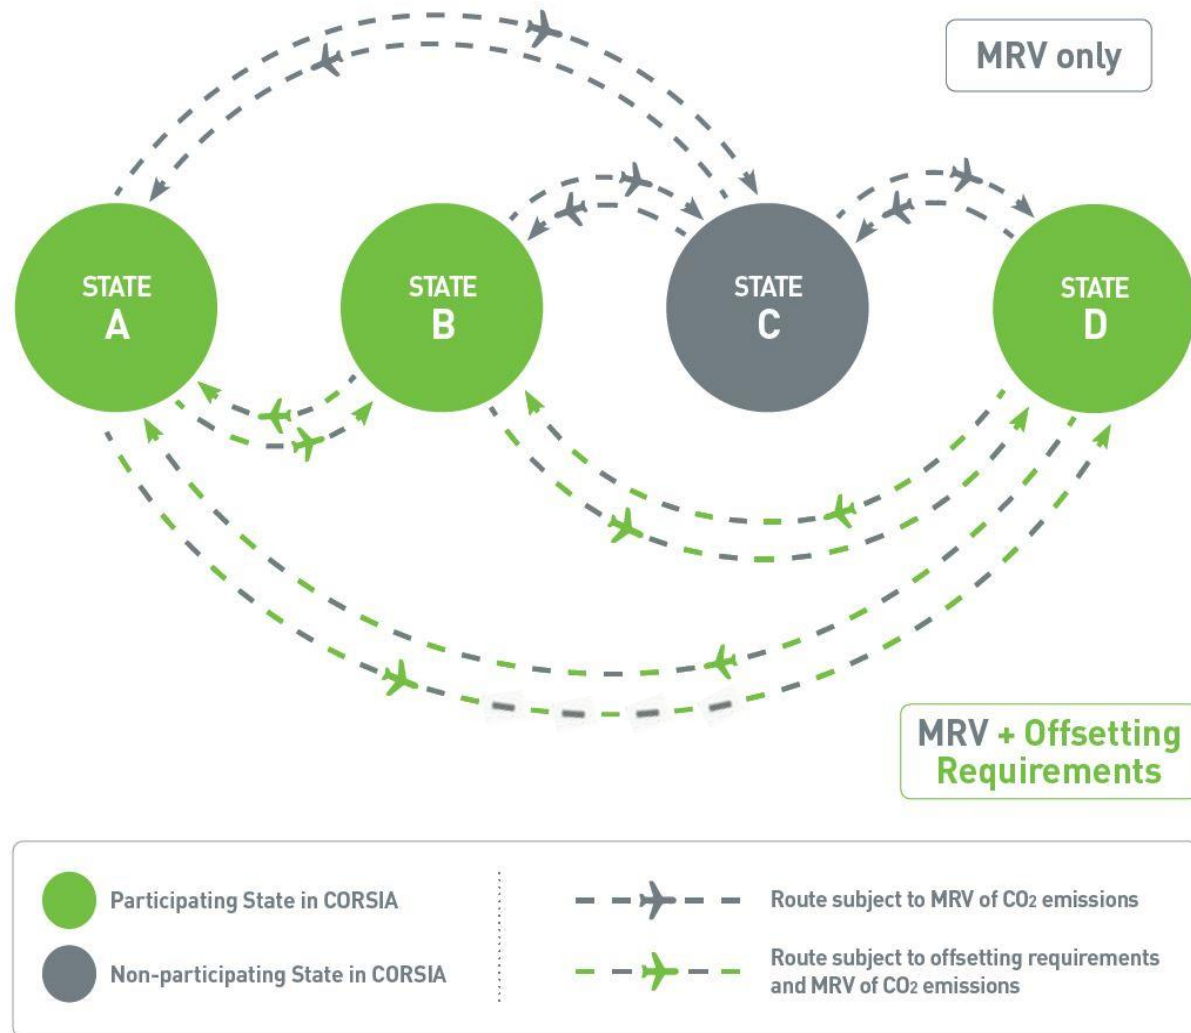 MRV only
STATE
A
STATE
B
STATE
C
STATE
D
MRV + Offsetting
Requirements
Participating State in CORSIA
Non-participating State in CORSIA
Route subject to MRV of CO2 emissions
Route subject to offsetting requirements
and MRV of CO2 emissions